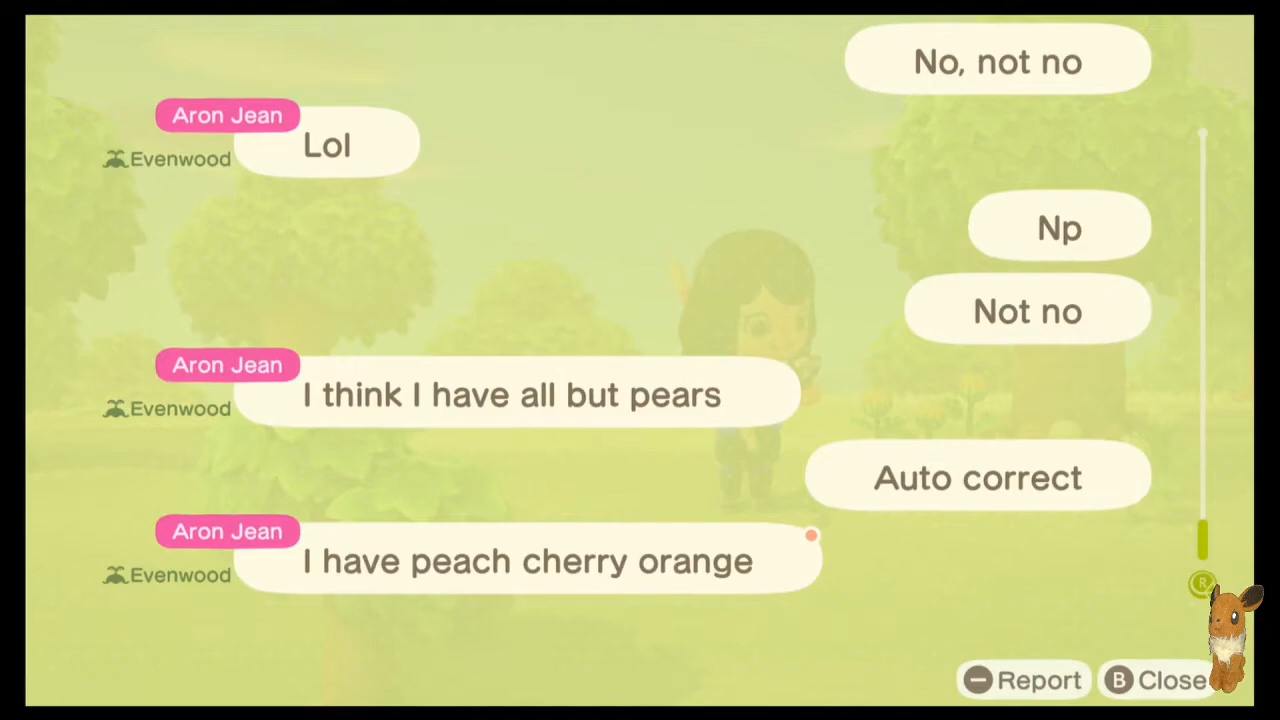 No, not no
Aron Jean
Evenwood
Lol
Np
Not no
Aron Jean
Evenwood
I think I have all but pears
Auto correct
Aron Jean
Evenwood
I have peach cherry orange
R
Report
B Close